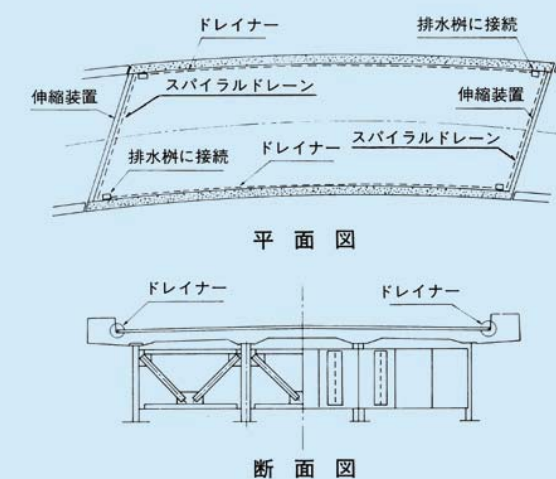 ドレイナー
排水桝に接続
伸縮装置
スパイラルドレーン
伸縮装置
スパイラルドレーン
排水桝に接続
ドレイナー
平面図
ドレイナー
ドレイナー
断面図